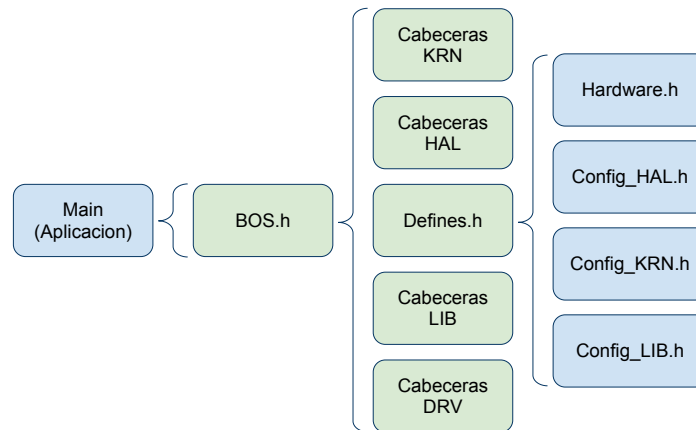 Main
(Aplicacion)
BOS.h
Cabeceras
KRN
Cabeceras
HAL
Defines.h
Cabeceras
LIB
Cabeceras
DRV
Hardware.h
Config_HAL.h
Config_KRN.h
Config_LIB.h